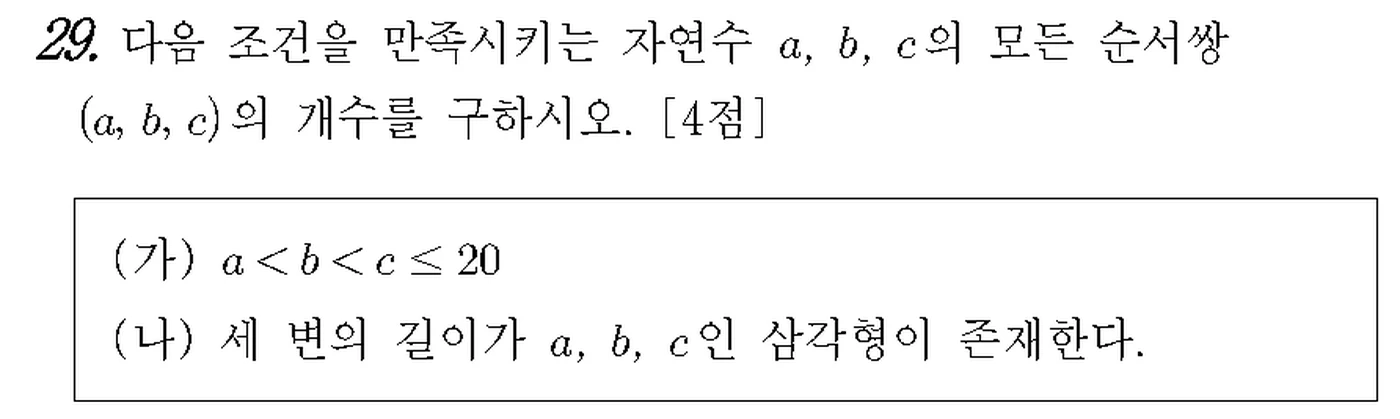 29. 다음 조건을 만족시키는 자연수 a, b, c의 모든 순서쌍
(a, b, c)의 개수를 구하시오. [4점]
(가) a < b < c ≤ 20
(나) 세 변의 길이가 a, b, c인 삼각형이 존재한다.